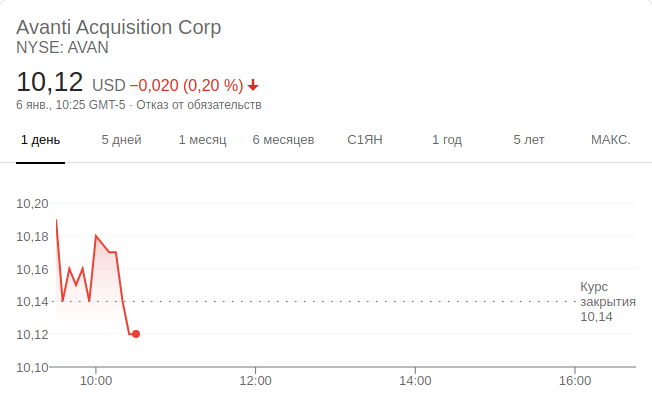 Avanti Acquisition Corp
NYSE: AVAN
10,12 USD −0,020 (0,20 %)
6 янв., 10:25 GMT-5 · Отказ от обязательств
1 день 5 дней 1 месяц 6 месяцев С1ЯН 1 год 5 лет МАКС.
10,20
10,18
10,16
10,14
10,12
10,10
Курс
закрытия
10,14
10:00 12:00 14:00 16:00